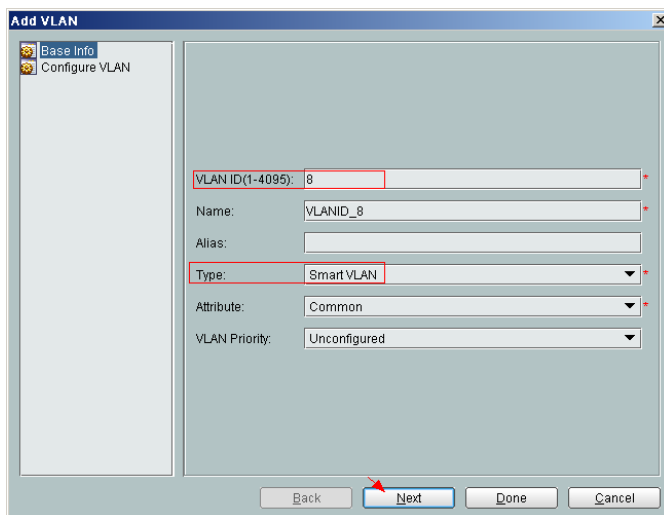 Add VLAN
Base Info
Configure VLAN
VLAN ID(1-4095): 8 *
Name: VLANID_8 *
Alias:
Type: Smart VLAN *
Attribute: Common *
VLAN Priority: Unconfigured
Back Next Done Cancel